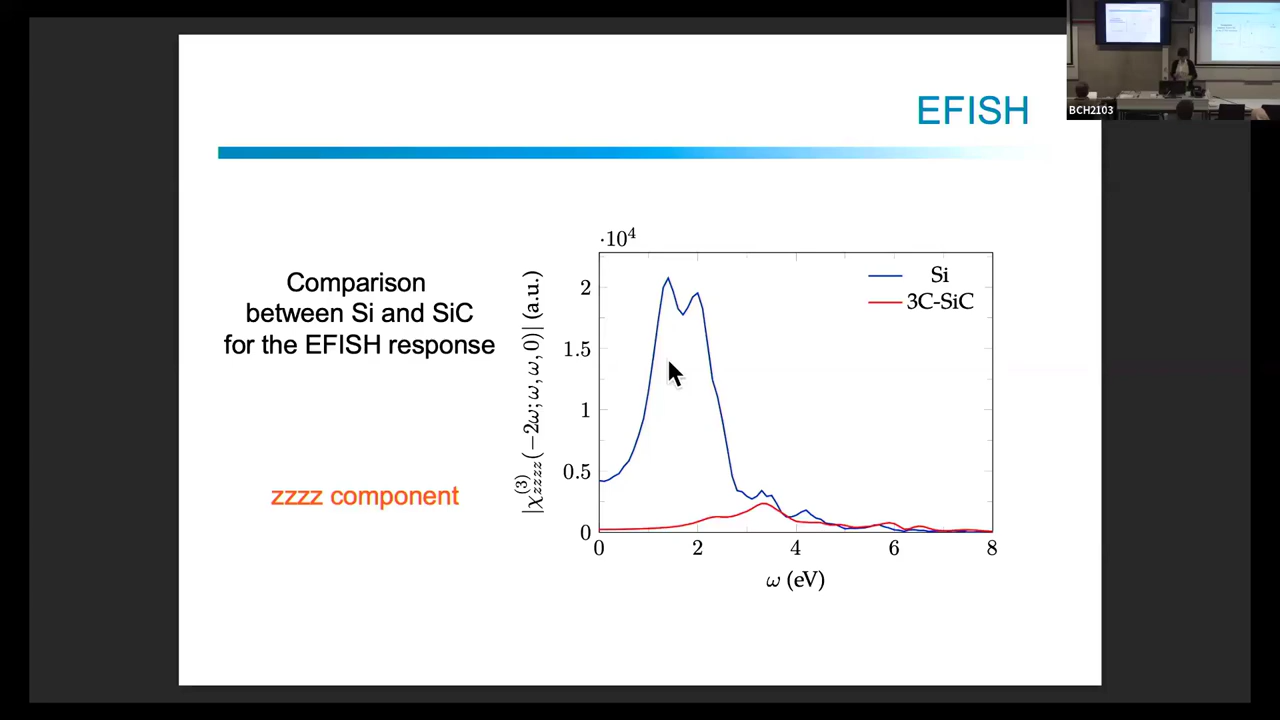 EFISH
BCH2103
Comparison
between Si and SiC
for the EFISH response
zzzz component
·10⁴
|χ⁽³⁾zzzz(−2ω; ω, ω, 0)| (a.u.)
2
1.5
1
0.5
0
Si
3C-SiC
0 2 4 6 8
ω (eV)